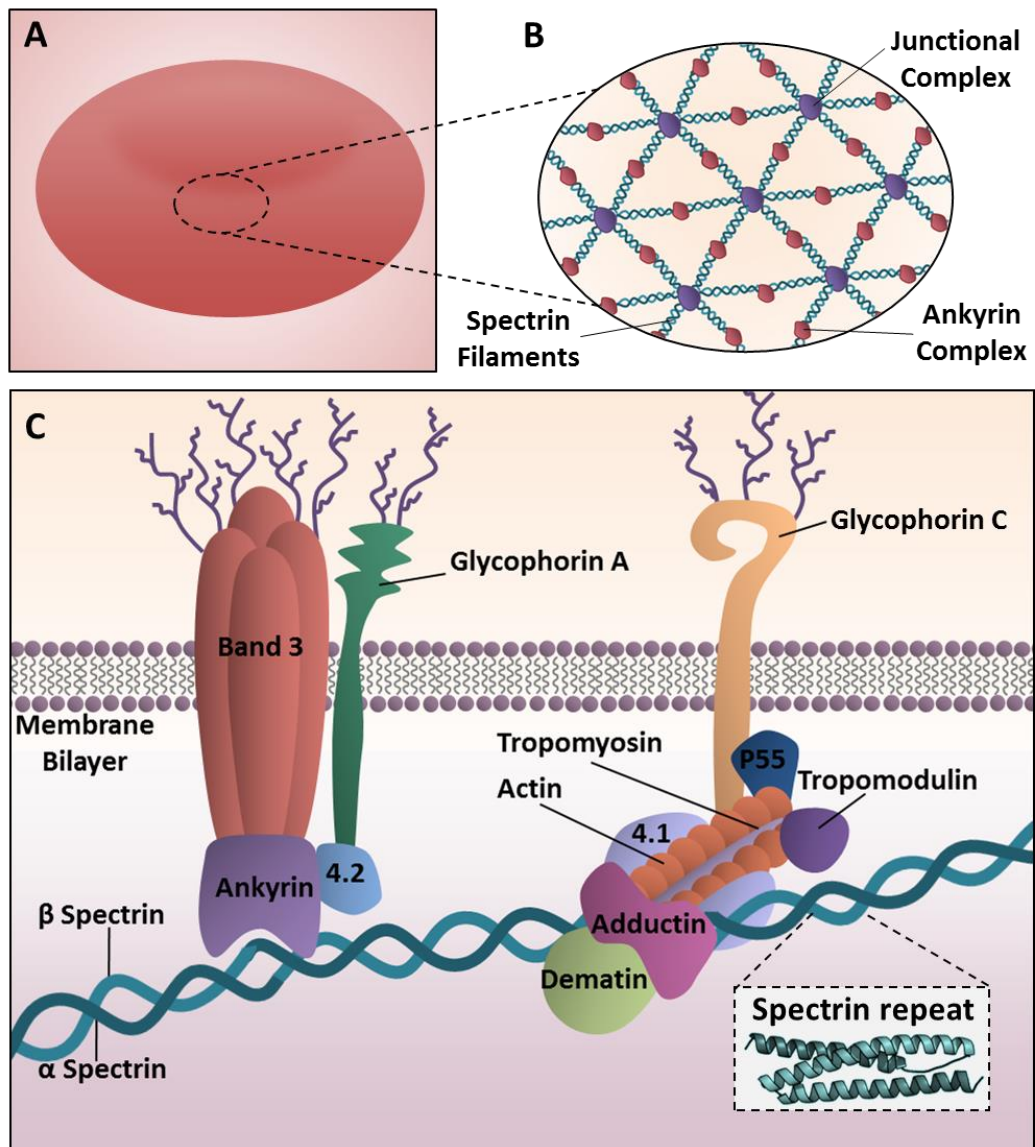 A
B
Junctional
Complex
Spectrin
Filaments
Ankyrin
Complex
C
Glycophorin C
Glycophorin A
Band 3
Membrane
Bilayer
Tropomyosin
P55
Actin
Tropomodulin
4.1
4.2
Ankyrin
β Spectrin
Adductin
Dematin
Spectrin repeat
α Spectrin